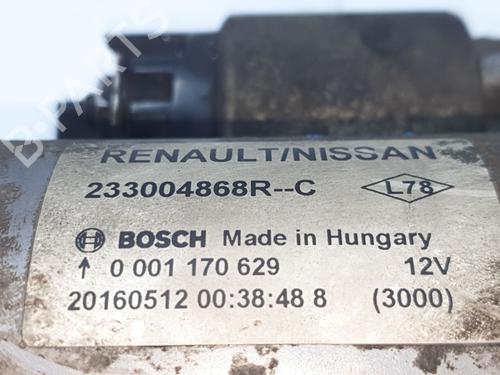 RENAULT/NISSAN
233004868R--C L78
BOSCH Made in Hungary
↑ 0 001 170 629 12V
20160512 00:38:48 8 (3000)
B-PARTS